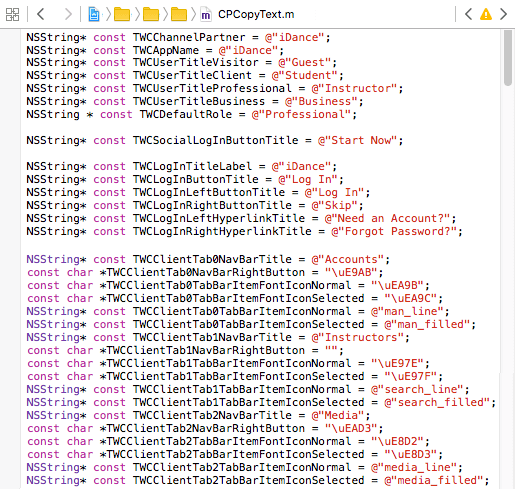 CPCopyText.m
NSString* const TWCChannelPartner = @"iDance";
NSString* const TWCAppName = @"iDance";
NSString* const TWCUserTitleVisitor = @"Guest";
NSString* const TWCUserTitleClient = @"Student";
NSString* const TWCUserTitleProfessional = @"Instructor";
NSString* const TWCUserTitleBusiness = @"Business";
NSString * const TWCDefaultRole = @"Professional";
NSString* const TWCSocialLogInButtonTitle = @"Start Now";
NSString* const TWCLogInTitleLabel = @"iDance";
NSString* const TWCLogInButtonTitle = @"Log In";
NSString* const TWCLogInLeftButtonTitle = @"Log In";
NSString* const TWCLogInRightButtonTitle = @"Skip";
NSString* const TWCLogInLeftHyperlinkTitle = @"Need an Account?";
NSString* const TWCLogInRightHyperlinkTitle = @"Forgot Password?";
NSString* const TWCClientTab0NavBarTitle = @"Accounts";
const char *TWCClientTab0NavBarRightButton = "\uE9AB";
const char *TWCClientTab0TabBarItemFontIconNormal = "\uEA9B";
const char *TWCClientTab0TabBarItemFontIconSelected = "\uEA9C";
NSString* const TWCClientTab0TabBarItemIconNormal = @"man_line";
NSString* const TWCClientTab0TabBarItemIconSelected = @"man_filled";
NSString* const TWCClientTab1NavBarTitle = @"Instructors";
const char *TWCClientTab1NavBarRightButton = "";
const char *TWCClientTab1TabBarItemFontIconNormal = "\uE97E";
const char *TWCClientTab1TabBarItemFontIconSelected = "\uE97F";
NSString* const TWCClientTab1TabBarItemIconNormal = @"search_line";
NSString* const TWCClientTab1TabBarItemIconSelected = @"search_filled";
NSString* const TWCClientTab2NavBarTitle = @"Media";
const char *TWCClientTab2NavBarRightButton = "\uEAD3";
const char *TWCClientTab2TabBarItemFontIconNormal = "\uE8D2";
const char *TWCClientTab2TabBarItemFontIconSelected = "\uE8D3";
NSString* const TWCClientTab2TabBarItemIconNormal = @"media_line";
NSString* const TWCClientTab2TabBarItemIconSelected = @"media_filled";